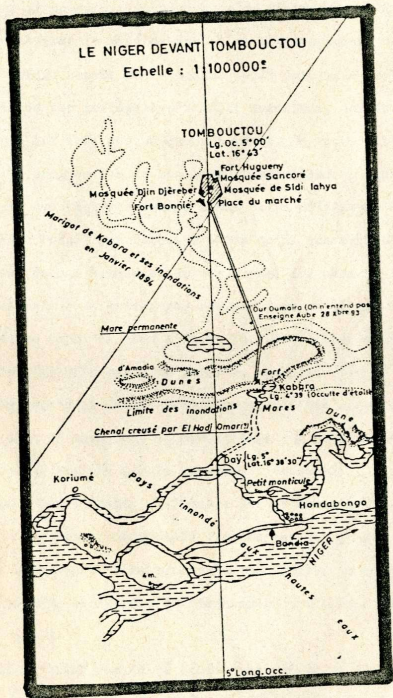 LE NIGER DEVANT TOMBOUCTOU
Echelle : 1:100000e
TOMBOUCTOU
Lg. Oc. 5°00'
Lat. 16°43'
Fort Hugueny
Mosquée Sancoré
Mosquée Djin Djéreber
Mosquée de Sidi Iahya
Fort Bonnier
Place du marché
Marigot de Kabara et ses inondations
en Janvier 1894
Our Oumaïra (On n'entend pas
Enseigne Aube 28 xbre 93
Mare permanente
d'Amadia
Dunes
Fort
Kabara
Lg. 4°39 (Occulte d'étoile
Limite des inondations
Mares
Chenal creusé par El Hadj Omar
Dune
Daÿ
Lg. 5°
Lat. 16°38'30"
Koriumé
Petit monticule
Pays innondé aux hautes eaux
Hondabongo
Bandia
NIGER
4m.
5° Long. Occ.